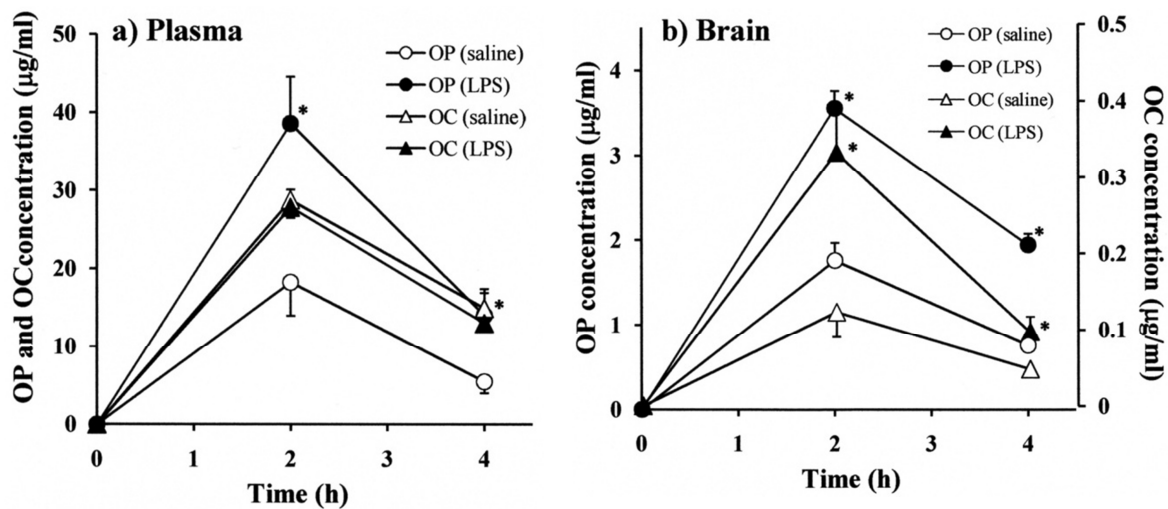 a) Plasma
OP (saline)
OP (LPS)
OC (saline)
OC (LPS)
OP and OCconcentration (µg/ml)
50
40
30
20
10
0
*
*
0
1
2
3
4
Time (h)
b) Brain
OP (saline)
OP (LPS)
OC (saline)
OC (LPS)
OP concentration (µg/ml)
4
3
2
1
0
*
*
*
*
0
1
2
3
4
Time (h)
0.5
0.4
0.3
0.2
0.1
0
OC concentration (µg/ml)